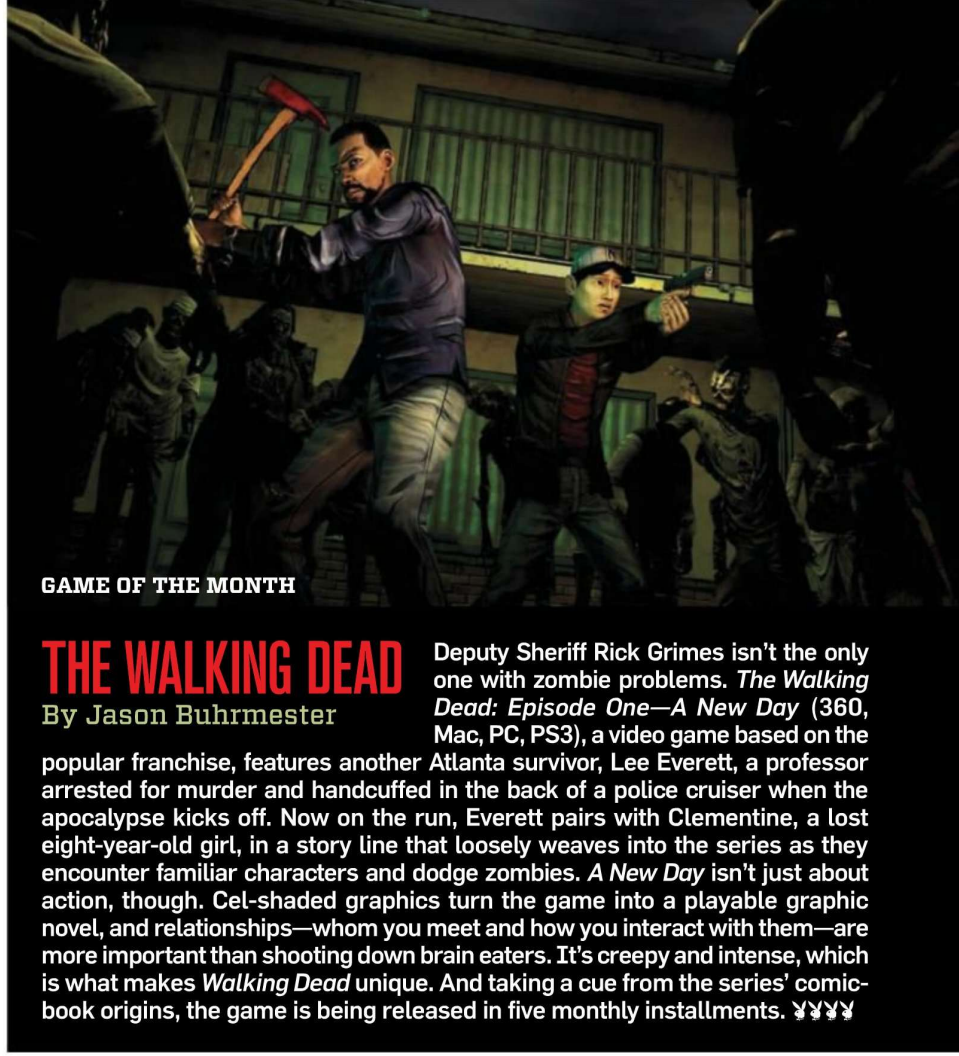 GAME OF THE MONTH
THE WALKING DEAD
By Jason Buhrmester
Deputy Sheriff Rick Grimes isn't the only
one with zombie problems. The Walking
Dead: Episode One—A New Day (360,
Mac, PC, PS3), a video game based on the
popular franchise, features another Atlanta survivor, Lee Everett, a professor
arrested for murder and handcuffed in the back of a police cruiser when the
apocalypse kicks off. Now on the run, Everett pairs with Clementine, a lost
eight-year-old girl, in a story line that loosely weaves into the series as they
encounter familiar characters and dodge zombies. A New Day isn't just about
action, though. Cel-shaded graphics turn the game into a playable graphic
novel, and relationships—whom you meet and how you interact with them—are
more important than shooting down brain eaters. It's creepy and intense, which
is what makes Walking Dead unique. And taking a cue from the series' comic-
book origins, the game is being released in five monthly installments.